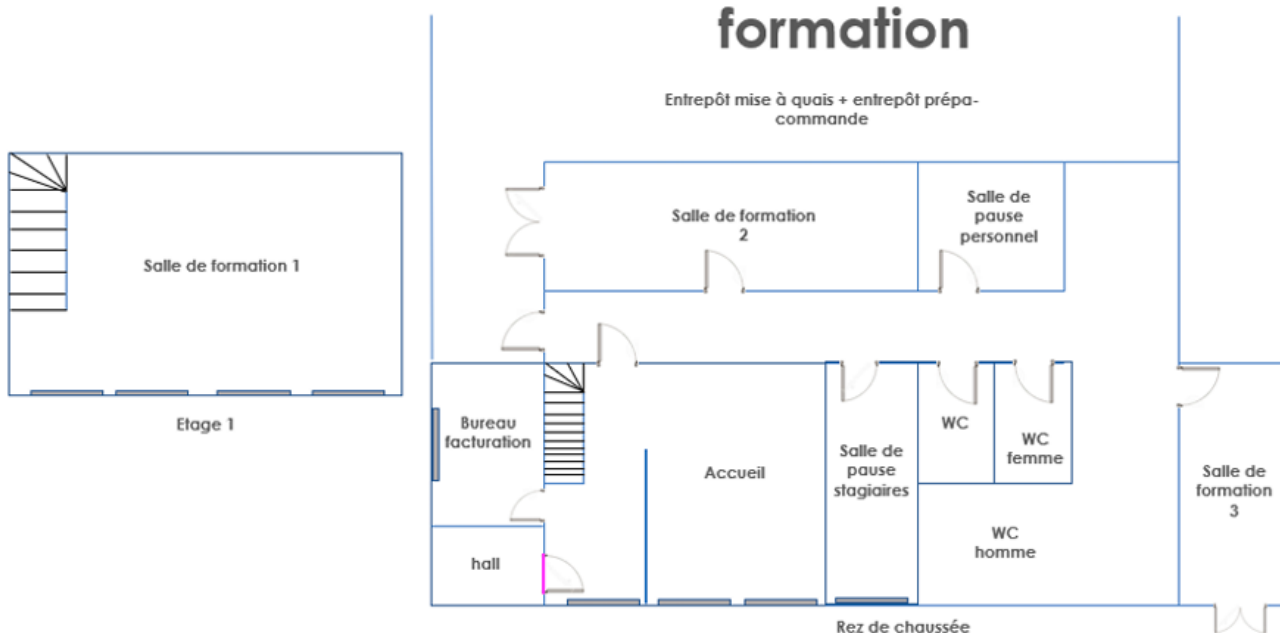 formation
Entrepôt mise à quais + entrepôt prépa-
commande
Salle de formation 1
Etage 1
Salle de formation
2
Salle de
pause
personnel
Bureau
facturation
hall
Accueil
Salle de
pause
stagiaires
WC
WC
femme
WC
homme
Salle de
formation
3
Rez de chaussée